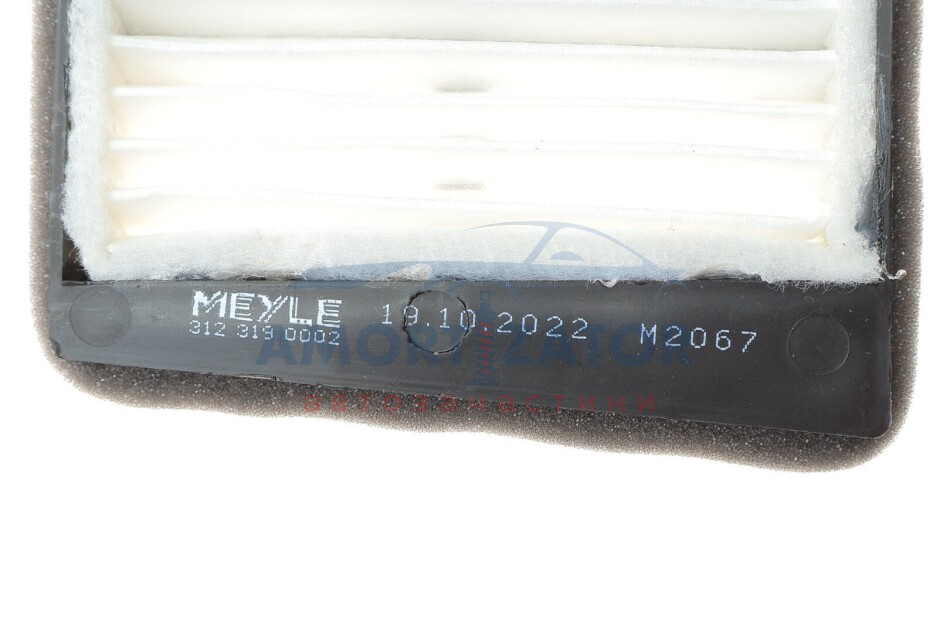 MEYLE 19.10.2022 M2067
312 319 0002
AMORTIZATOR
автозапчастини